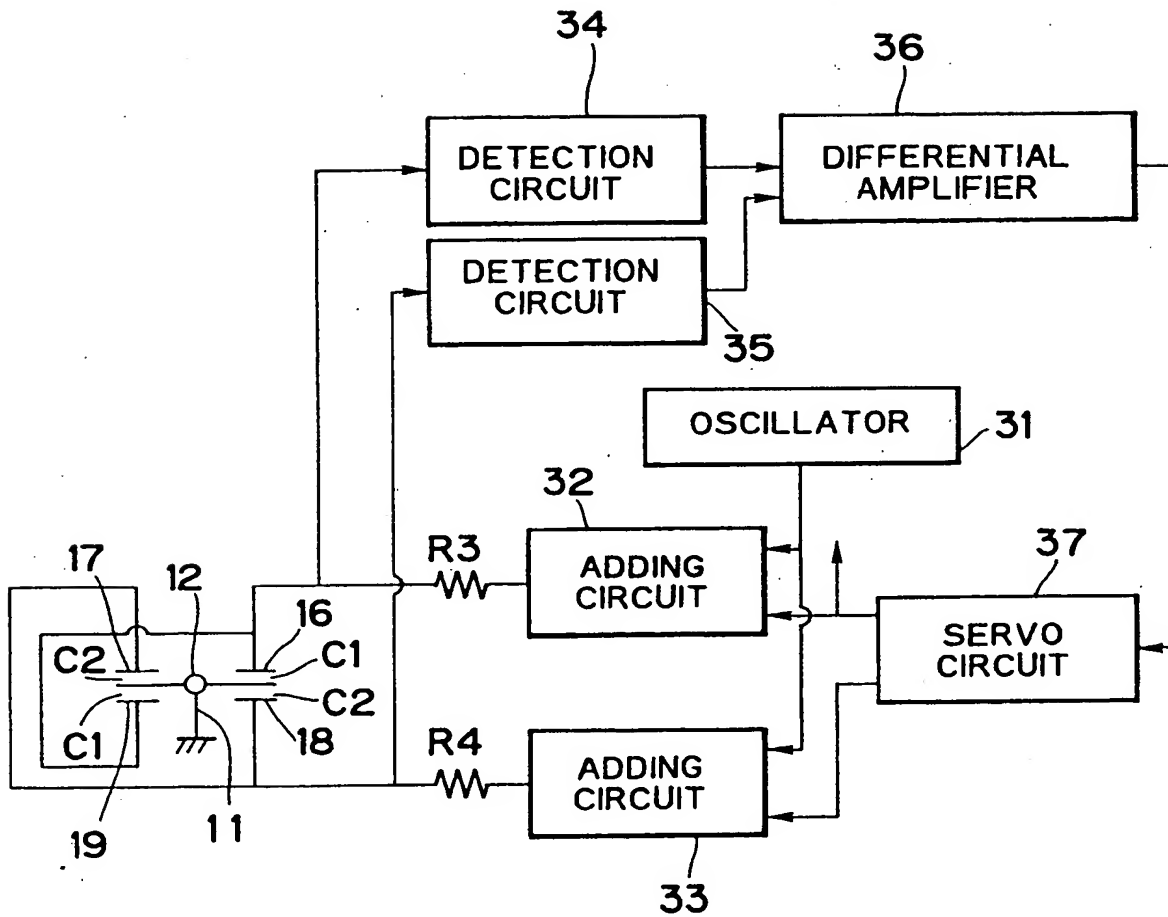 34
36
DETECTION
CIRCUIT
DIFFERENTIAL
AMPLIFIER
DETECTION
CIRCUIT
35
OSCILLATOR
31
32
R3
ADDING
CIRCUIT
37
SERVO
CIRCUIT
17
12
16
C2
C1
C1
C2
18
19
11
R4
ADDING
CIRCUIT
33